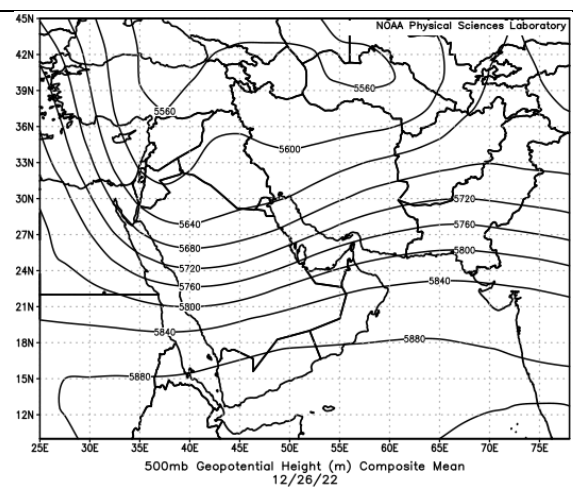 NOAA Physical Sciences Laboratory
45N
42N
39N
36N
33N
30N
27N
24N
21N
18N
15N
12N
5560
5560
5600
5640
5680
5720
5760
5800
5840
5880
5720
5760
5800
5840
5880
25E 30E 35E 40E 45E 50E 55E 60E 65E 70E 75E
500mb Geopotential Height (m) Composite Mean
12/26/22